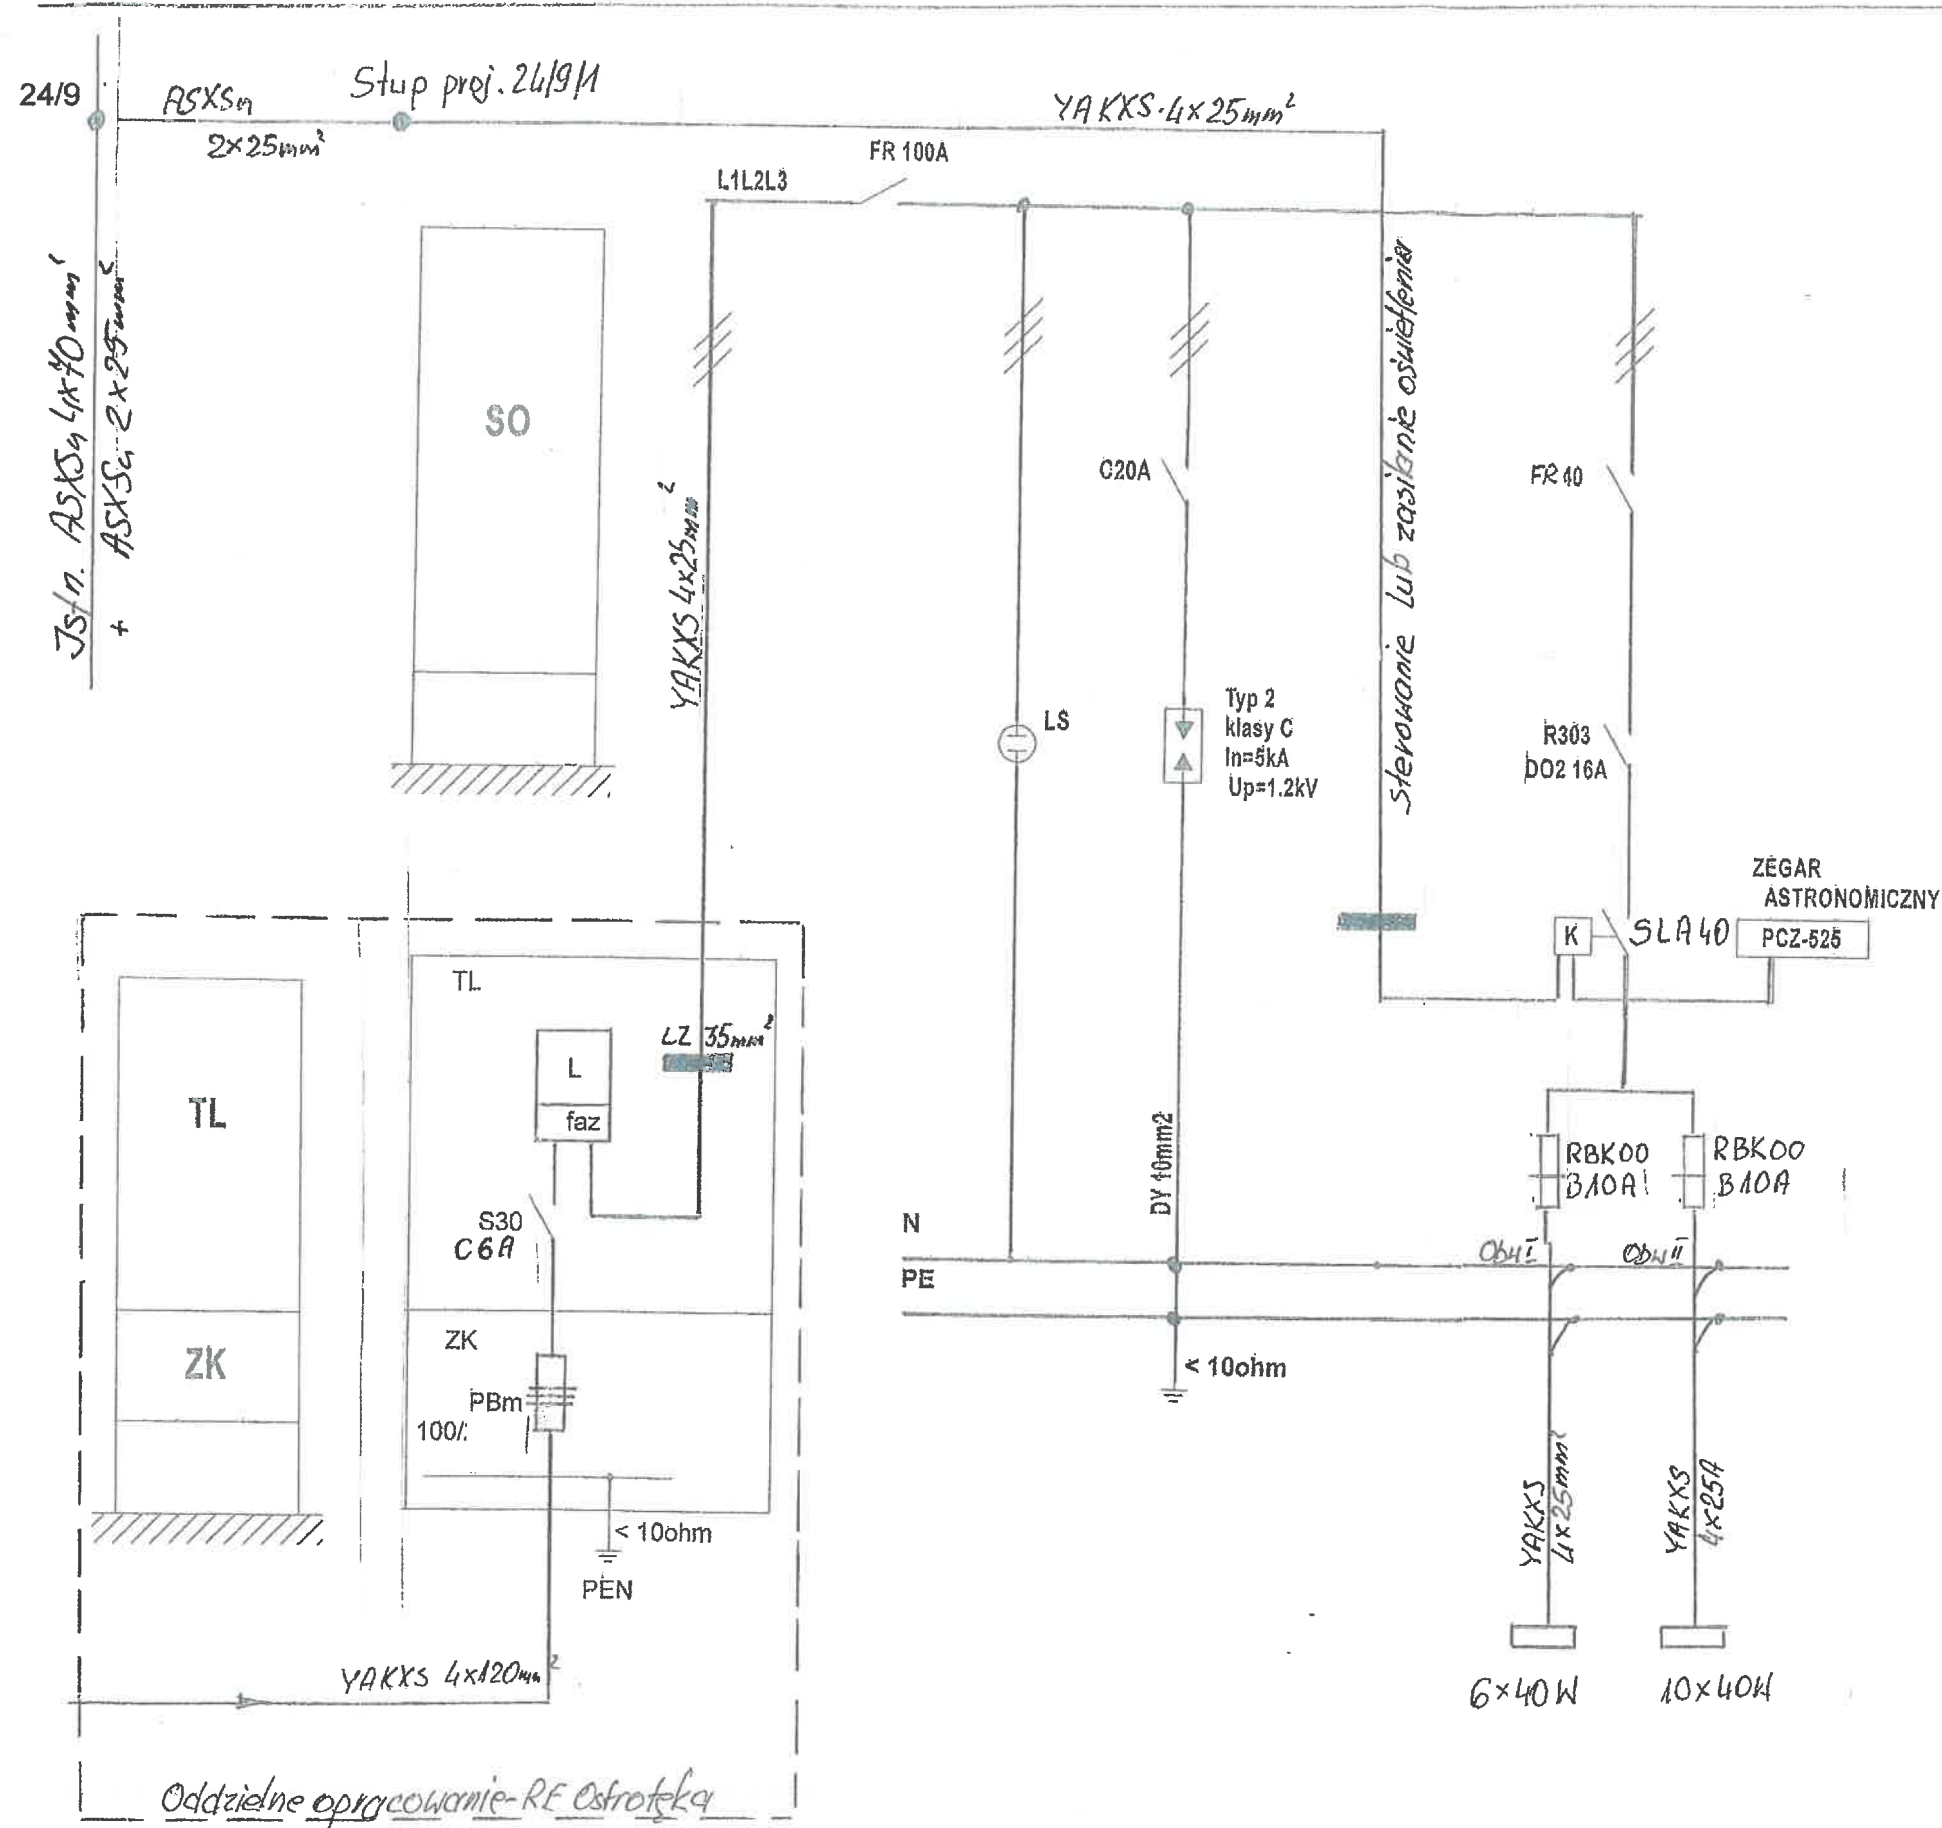 24/9
ASXSn
2x25mm²
Słup proj. 24/9/1
YAKXS 4x25mm²
FR 100A
L1L2L3
Istn. ASXSn 4x70mm²
+ ASXSn 2x25mm²
SO
YAKXS 4x25mm²
C20A
Sterowanie lub zasilanie oświetlenia
FR 40
LS
Typ 2
klasy C
In=5kA
Up=1.2kV
R303
DO2 16A
ZEGAR
ASTRONOMICZNY
K
SLA40
PCZ-525
TL
LZ 35mm²
L
faz
TL
S30
C6A
DY 10mm2
RBK00
B10A
RBK00
B10A
N
PE
Obw I
Obw II
ZK
ZK
PBm
100/
< 10ohm
< 10ohm
PEN
YAKXS
4x25mm²
YAKXS
4x25A
YAKXS 4x120mm²
6x40W
10x40W
Oddzielne opracowanie-RE Ostrołęka